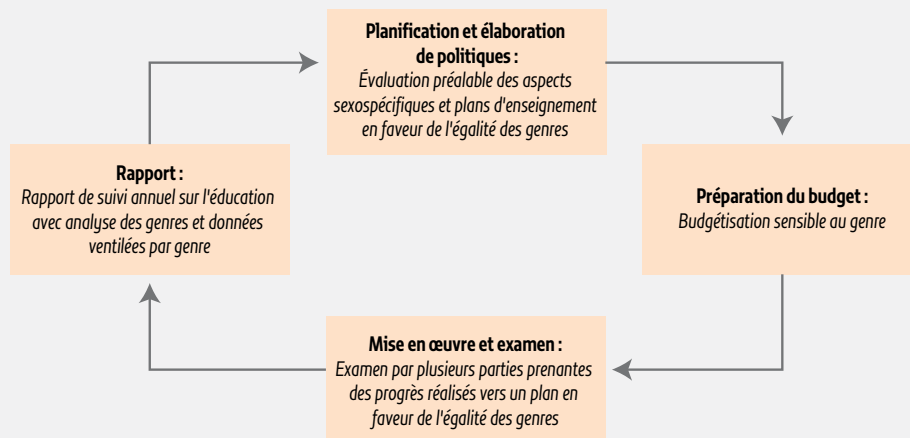 Planification et élaboration
de politiques :
Évaluation préalable des aspects
sexospécifiques et plans d'enseignement
en faveur de l'égalité des genres
Préparation du budget :
Budgétisation sensible au genre
Mise en œuvre et examen :
Examen par plusieurs parties prenantes
des progrès réalisés vers un plan en
faveur de l'égalité des genres
Rapport :
Rapport de suivi annuel sur l'éducation
avec analyse des genres et données
ventilées par genre